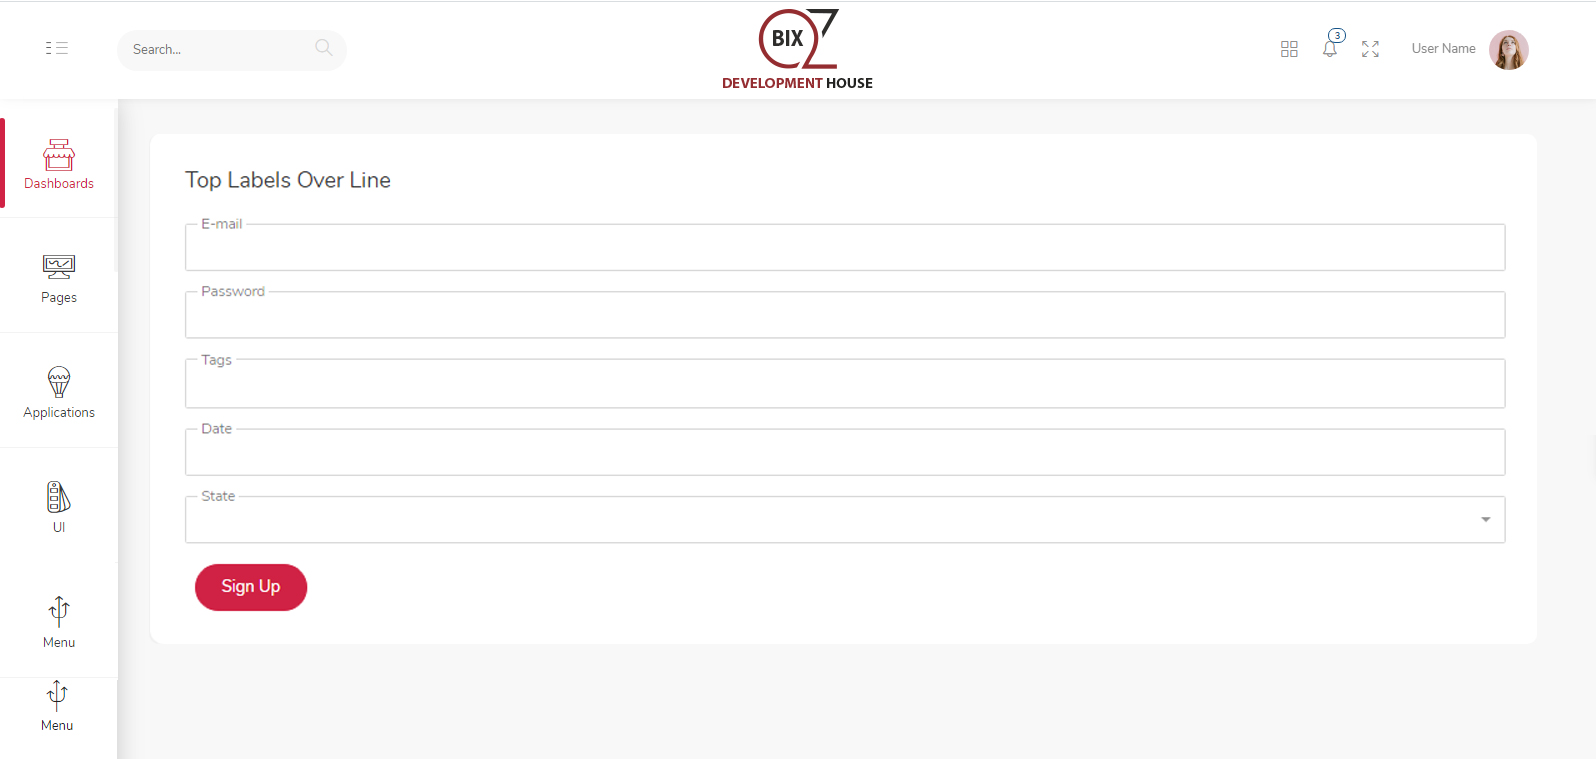 Search...
BIX
OZ
DEVELOPMENT HOUSE
3
User Name
Dashboards
Pages
Applications
UI
Menu
Menu
Top Labels Over Line
E-mail
Password
Tags
Date
State
Sign Up